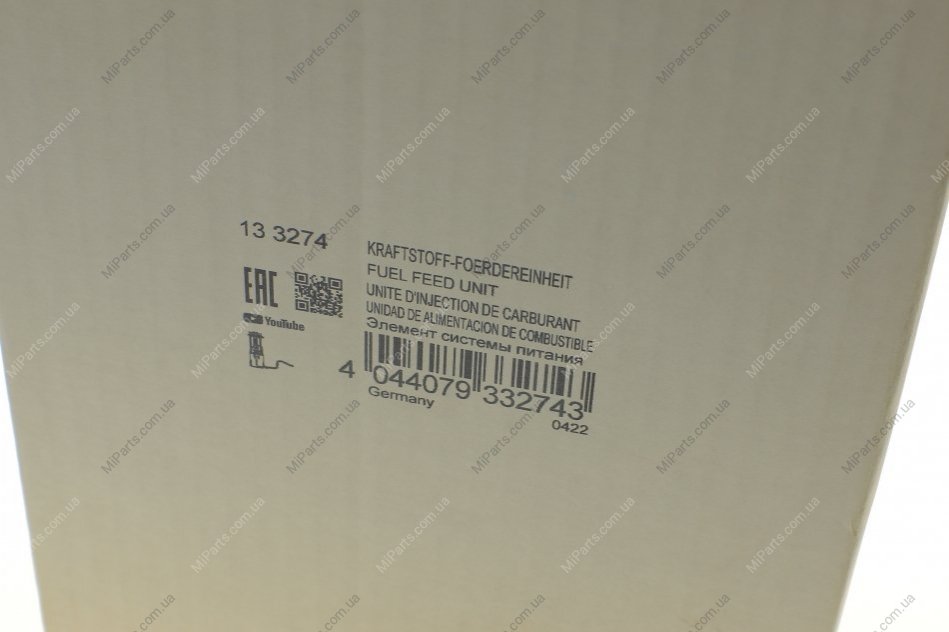 13 3274
KRAFTSTOFF-FOERDEREINHEIT
FUEL FEED UNIT
UNITE D'INJECTION DE CARBURANT
UNIDAD DE ALIMENTACION DE COMBUSTIBLE
Элемент системы питания
EAC
YouTube
4 044079 332743
Germany
0422
MiParts.com.ua